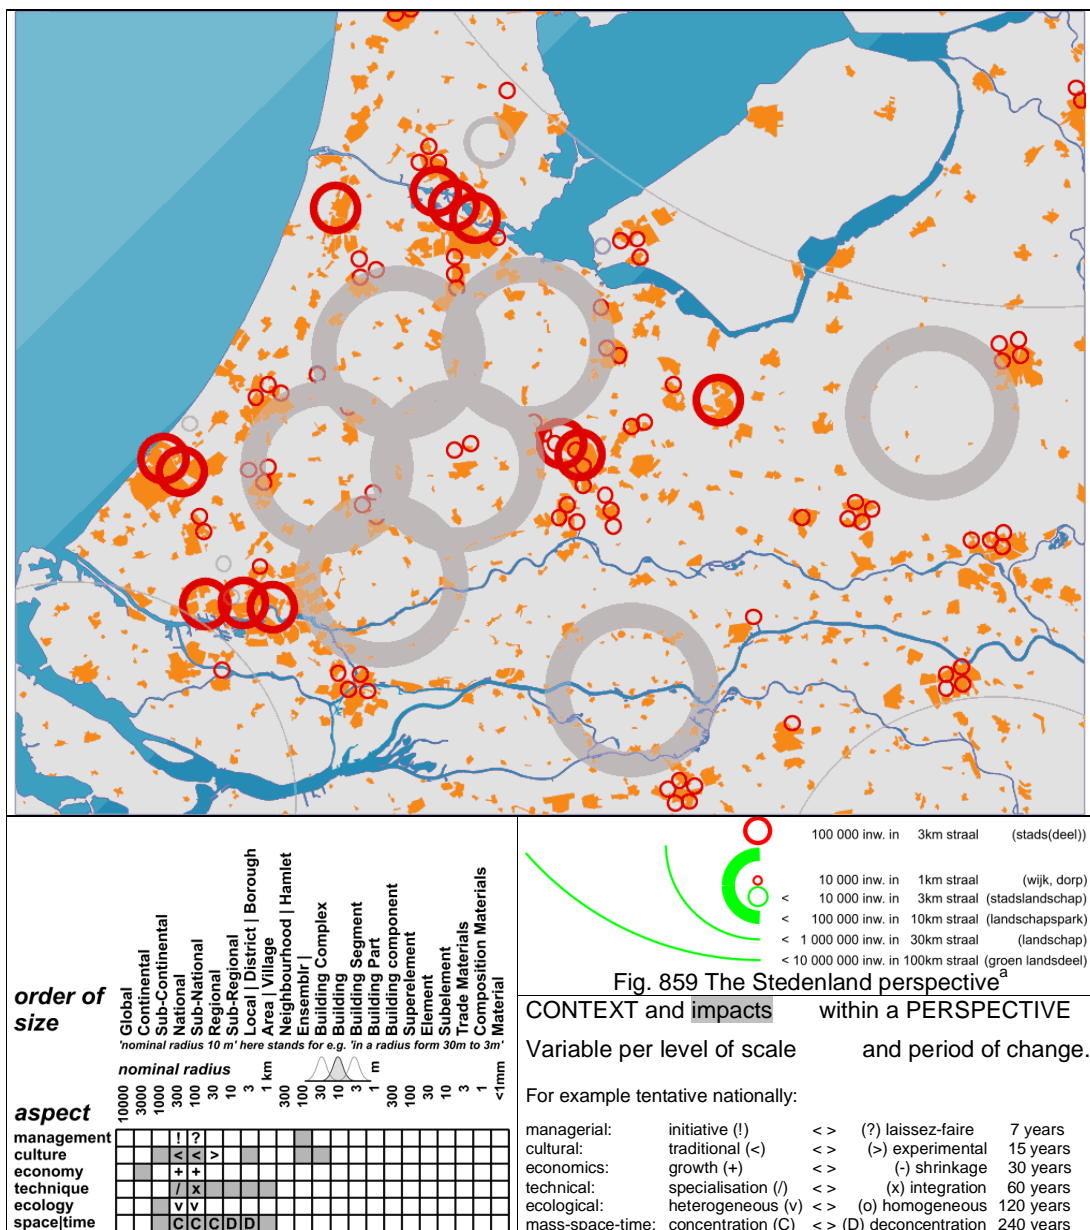 100 000 inw. in 3km straal (stads(deel))
10 000 inw. in 1km straal (wijk, dorp)
< 10 000 inw. in 3km straal (stadslandschap)
< 100 000 inw. in 10km straal (landschapspark)
< 1 000 000 inw. in 30km straal (landschap)
< 10 000 000 inw. in 100km straal (groen landsdeel)
Fig. 859 The Stedenland perspective a
order of
size
Global
Continental
Sub-Continental
National
Sub-National
Regional
Sub-Regional
Local | District | Borough
Area | Village
Neighbourhood | Hamlet
Ensemblr |
Building Complex
Building
Building Segment
Building Part
Building component
Superelement
Element
Subelement
Trade Materials
Composition Materials
Material
'nominal radius 10 m' here stands for e.g. 'in a radius form 30m to 3m'
nominal radius
10000 3000 1000 300 100 30 10 3 1 km 300 100 30 10 3 1 m 300 100 30 10 3 1 <1mm
aspect
management ! ?
culture < < >
economy + +
technique / x
ecology v v
space|time C C C D D
CONTEXT and impacts within a PERSPECTIVE
Variable per level of scale and period of change.
For example tentative nationally:
managerial: initiative (!) < > (?) laissez-faire 7 years
cultural: traditional (<) < > (>) experimental 15 years
economics: growth (+) < > (-) shrinkage 30 years
technical: specialisation (/) < > (x) integration 60 years
ecological: heterogeneous (v) < > (o) homogeneous 120 years
mass-space-time: concentration (C) < > (D) deconcentration 240 years